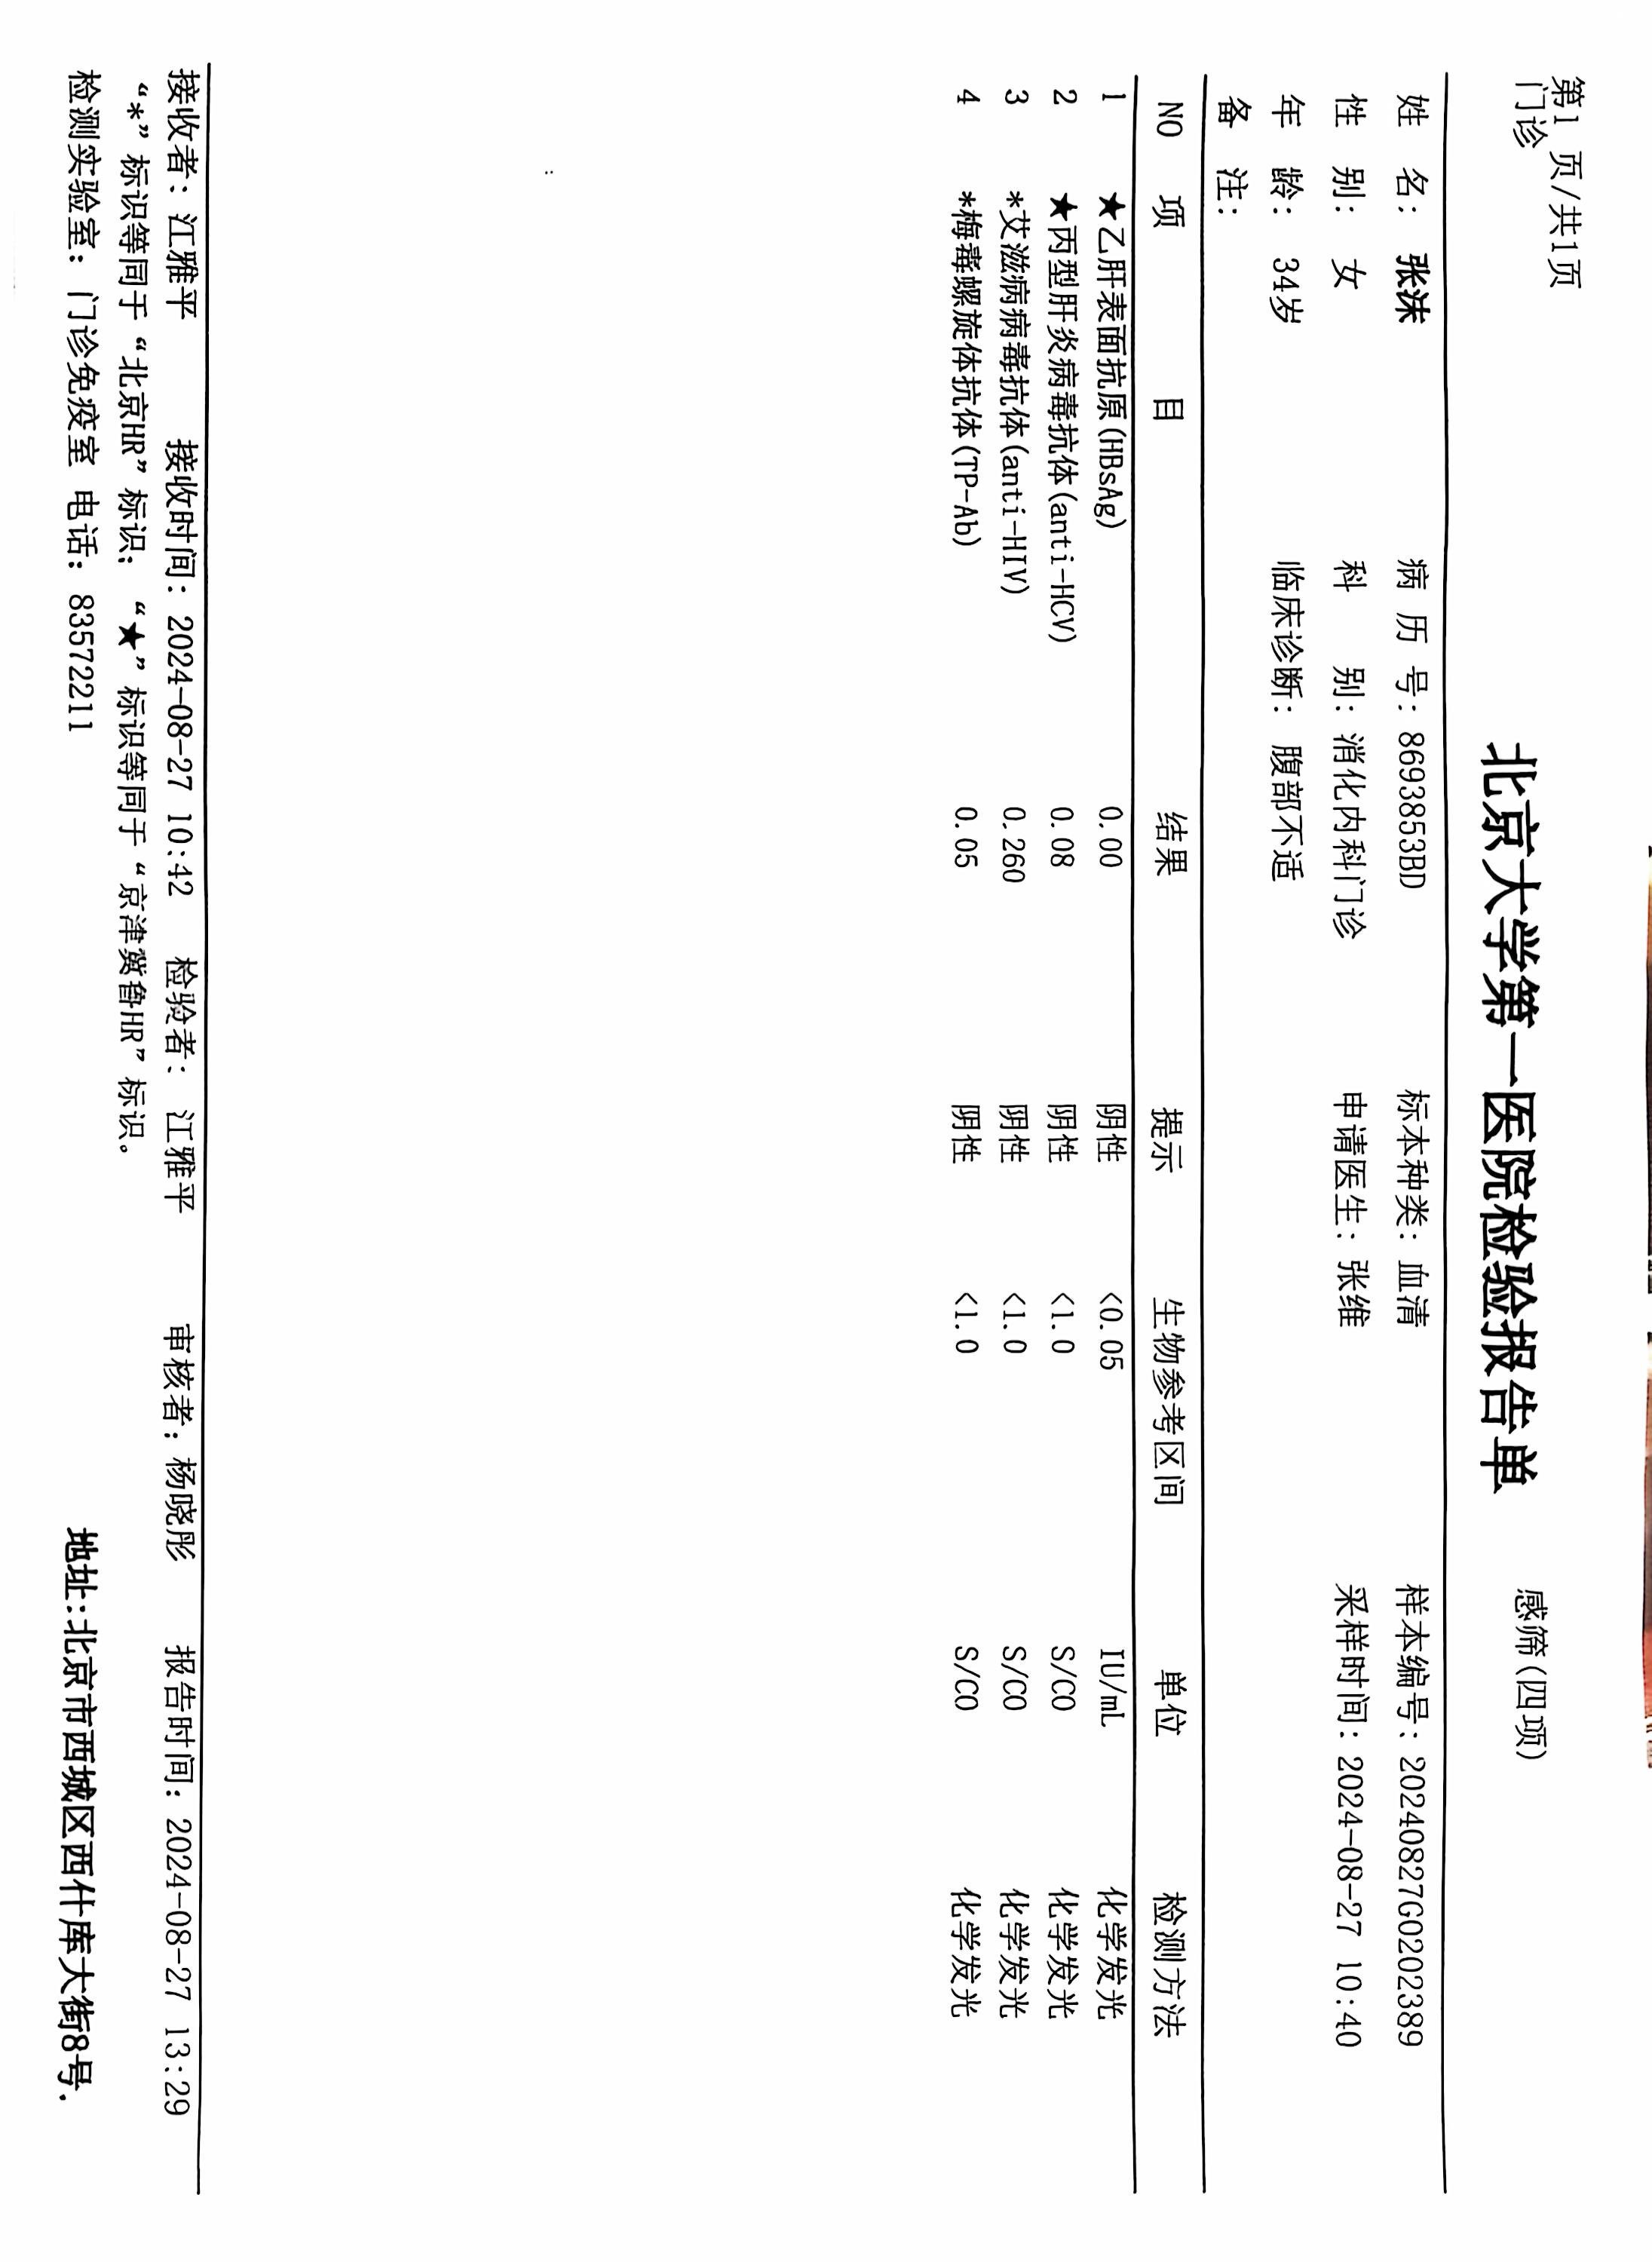 第1 页/共1页
门诊
北京大学第一医院检验报告单
感筛(四项)
姓 名: 张沫 病 历 号: 8693853BD 标本种类: 血清 样本编号: 20240827G0202389
性 别: 女 科 别: 消化内科门诊 申请医生: 张维 采样时间: 2024-08-27 10:40
年 龄: 34岁 临床诊断: 腹部不适
备 注:
NO 项 目 结果 提示 生物参考区间 单位 检测方法
1 ★乙肝表面抗原(HBsAg) 0.00 阴性 <0.05 IU/mL 化学发光
2 ★丙型肝炎病毒抗体(anti-HCV) 0.08 阴性 <1.0 S/CO 化学发光
3 *艾滋病病毒抗体(anti-HIV) 0.260 阴性 <1.0 S/CO 化学发光
4 *梅毒螺旋体抗体(TP-Ab) 0.05 阴性 <1.0 S/CO 化学发光
接收者: 江雅平 接收时间: 2024-08-27 10:42 检验者: 江雅平 审核者: 杨晓彤 报告时间: 2024-08-27 13:29
“*”标识等同于“北京HR”标识; “★”标识等同于“京津冀鲁HR”标识。
检测实验室: 门诊免疫室 电话: 83572211 地址:北京市西城区西什库大街8号.